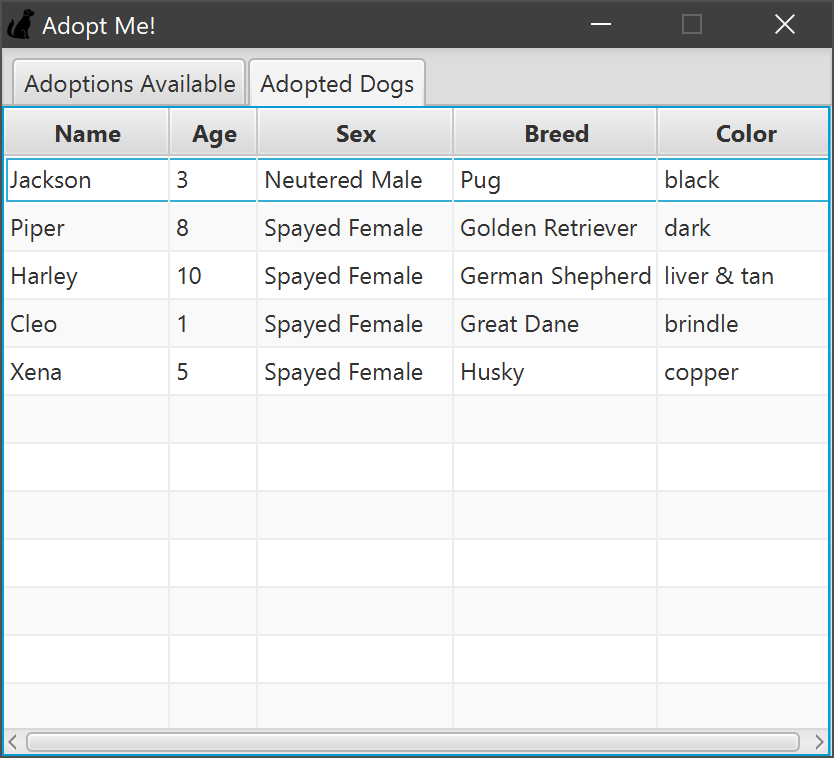 Adopt Me!
Adoptions Available Adopted Dogs
Name Age Sex Breed Color
Jackson 3 Neutered Male Pug black
Piper 8 Spayed Female Golden Retriever dark
Harley 10 Spayed Female German Shepherd liver & tan
Cleo 1 Spayed Female Great Dane brindle
Xena 5 Spayed Female Husky copper